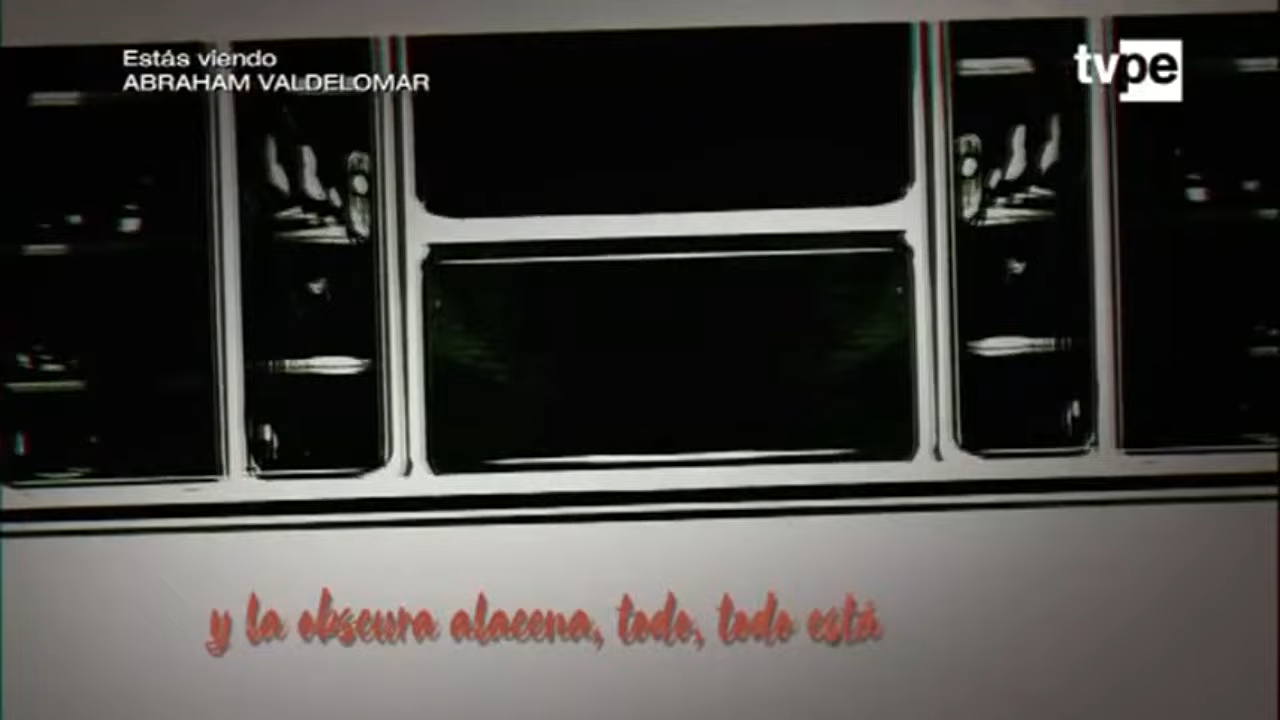 Estás viendo
ABRAHAM VALDELOMAR
tvpe
y la obscura alacena, todo, todo está